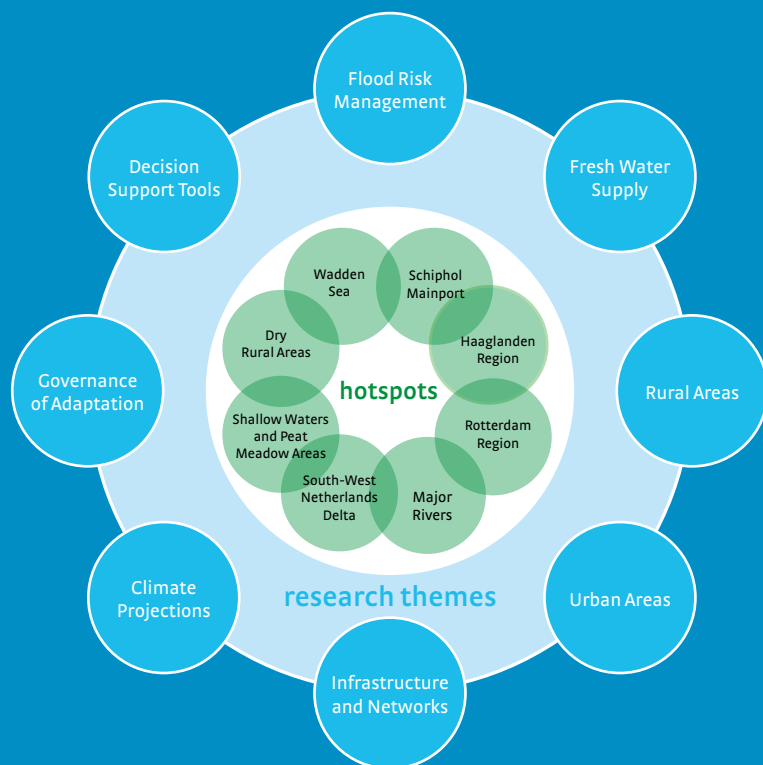 Flood Risk
Management
Fresh Water
Supply
Rural Areas
Urban Areas
Infrastructure
and Networks
Climate
Projections
Governance
of Adaptation
Decision
Support Tools
research themes
hotspots
Wadden
Sea
Schiphol
Mainport
Haaglanden
Region
Rotterdam
Region
Major
Rivers
South-West
Netherlands
Delta
Shallow Waters
and Peat
Meadow Areas
Dry
Rural Areas